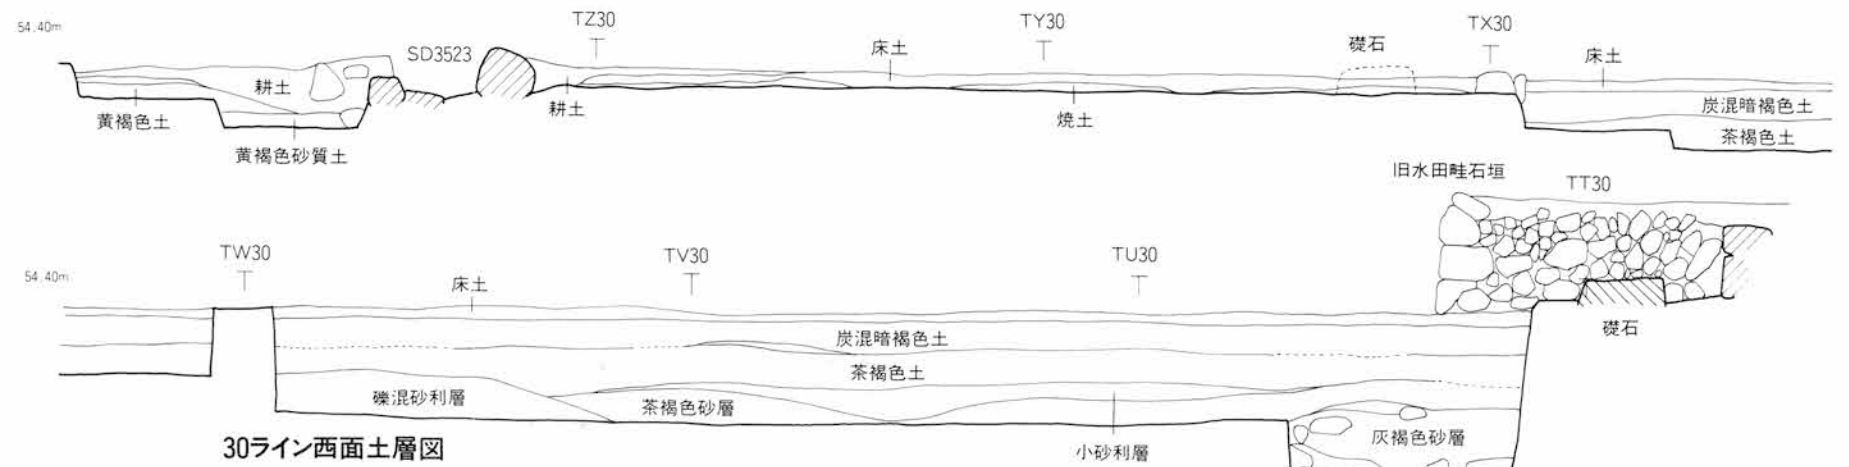 54.40m
TZ30
TY30
TX30
SD3523
床土
礎石
床土
耕土
耕土
炭混暗褐色土
黄褐色土
焼土
茶褐色土
黄褐色砂質土
旧水田畦石垣
TT30
TW30
TV30
TU30
54.40m
床土
礎石
炭混暗褐色土
茶褐色土
礫混砂利層
茶褐色砂層
灰褐色砂層
30ライン西面土層図
小砂利層